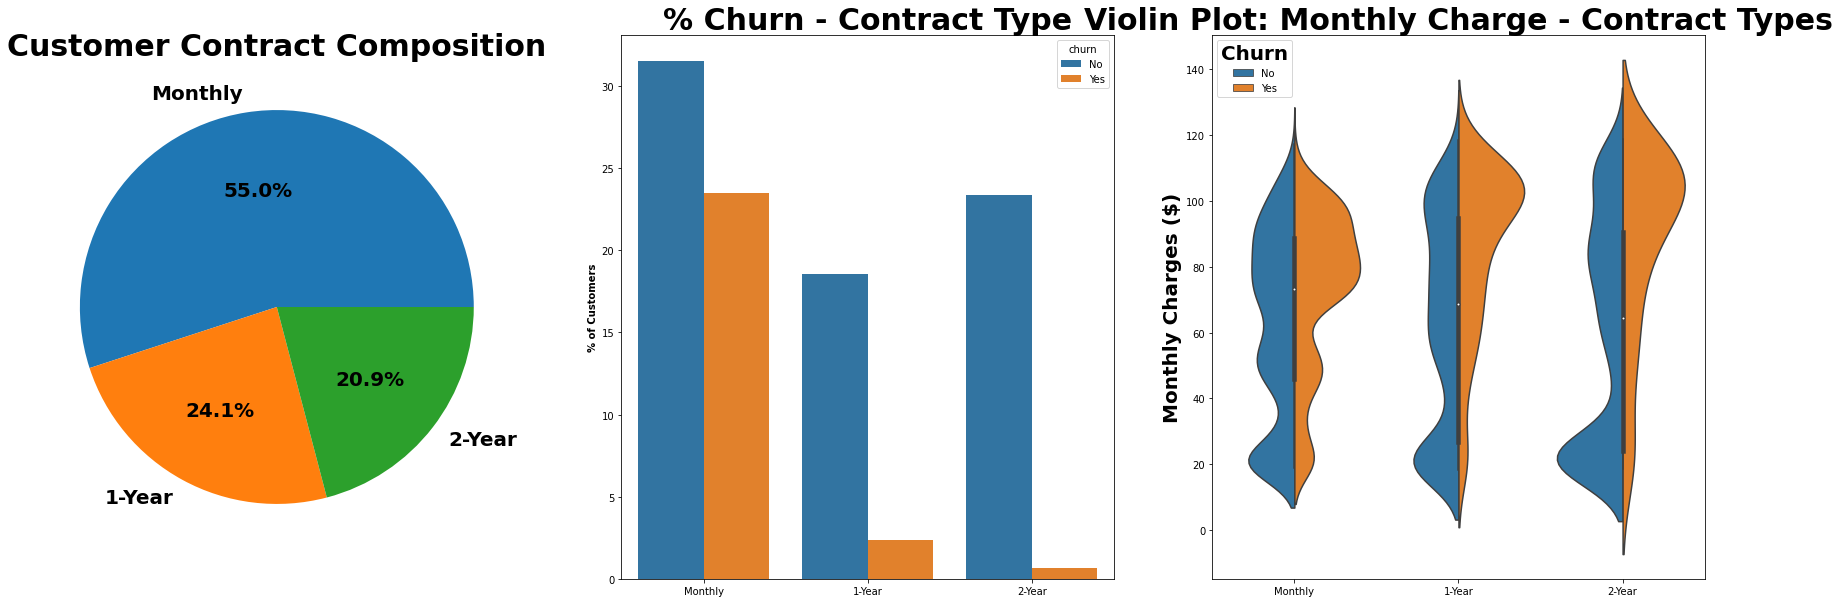 Customer Contract Composition
Monthly
55.0%
20.9%
24.1%
2-Year
1-Year
% Churn - Contract Type
churn
No
Yes
30
25
20
15
10
5
0
% of Customers
Monthly
1-Year
2-Year
Violin Plot: Monthly Charge - Contract Types
Churn
No
Yes
140
120
100
80
60
40
20
0
Monthly Charges ($)
Monthly
1-Year
2-Year